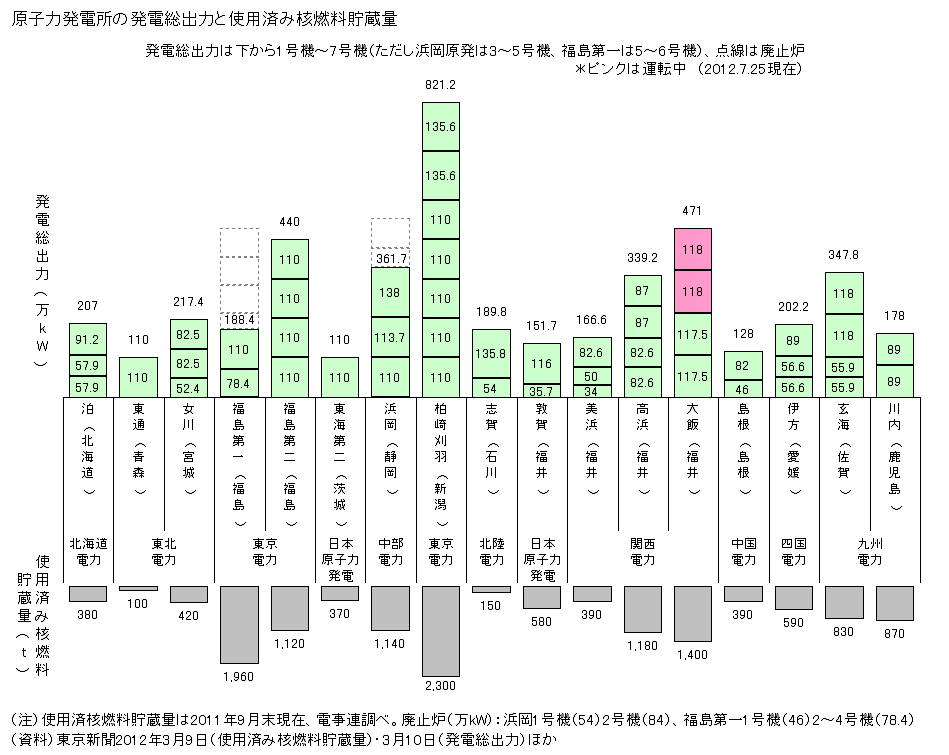 原子力発電所の発電総出力と使用済み核燃料貯蔵量
発電総出力は下から1号機～7号機(ただし浜岡原発は3～5号機、福島第一は5～6号機)、点線は廃止炉
＊ピンクは運転中 (2012.7.25現在)
発電総出力(万kW)
207
91.2
57.9
57.9
110
110
217.4
82.5
82.5
52.4
188.4
110
78.4
440
110
110
110
110
110
110
361.7
138
113.7
110
821.2
135.6
135.6
110
110
110
110
110
189.8
135.8
54
151.7
116
35.7
166.6
82.6
50
34
339.2
87
87
82.6
82.6
471
118
118
117.5
117.5
128
82
46
202.2
89
56.6
56.6
347.8
118
118
55.9
55.9
178
89
89
泊(北海道)
東通(青森)
女川(宮城)
福島第一(福島)
福島第二(福島)
東海第二(茨城)
浜岡(静岡)
柏崎刈羽(新潟)
志賀(石川)
敦賀(福井)
美浜(福井)
高浜(福井)
大飯(福井)
島根(島根)
伊方(愛媛)
玄海(佐賀)
川内(鹿児島)
北海道
電力
東北
電力
東京
電力
日本
原子力
発電
中部
電力
東京
電力
北陸
電力
日本
原子力
発電
関西
電力
中国
電力
四国
電力
九州
電力
使用済み核燃料
貯蔵量(t)
380
100
420
1,960
1,120
370
1,140
2,300
150
580
390
1,180
1,400
390
590
830
870
(注)使用済核燃料貯蔵量は2011年9月末現在、電事連調べ。廃止炉(万kW):浜岡1号機(54)2号機(84)、福島第一1号機(46)2～4号機(78.4)
(資料)東京新聞2012年3月9日(使用済み核燃料貯蔵量)・3月10日(発電総出力)ほか